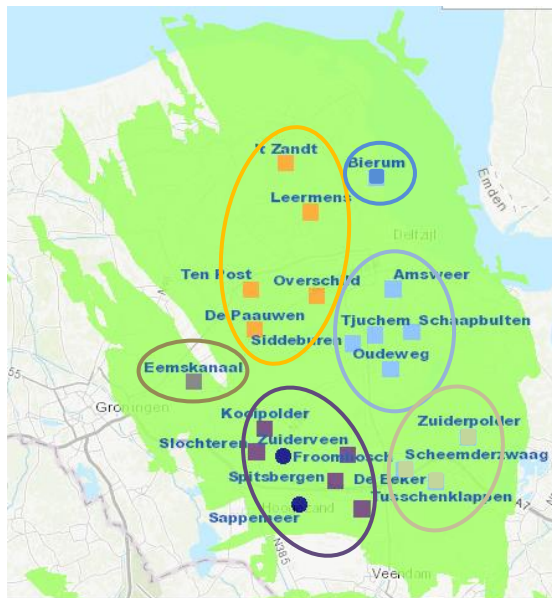 't Zandt
Bierum
Leermens
Emden
Delfzijl
Ten Post
Overschild
Amsweer
De Paauwen
Tjuchem
Schaapbulten
Siddeburen
Oudeweg
Eemskanaal
55
Groningen
Kooipolder
Zuiderpolder
Slochteren
Zuiderveen
Froombosch
Scheemderzwaag
Spitsbergen
De Eeker
Tusschenklappen
Sappemeer
A7
N385
Veendam